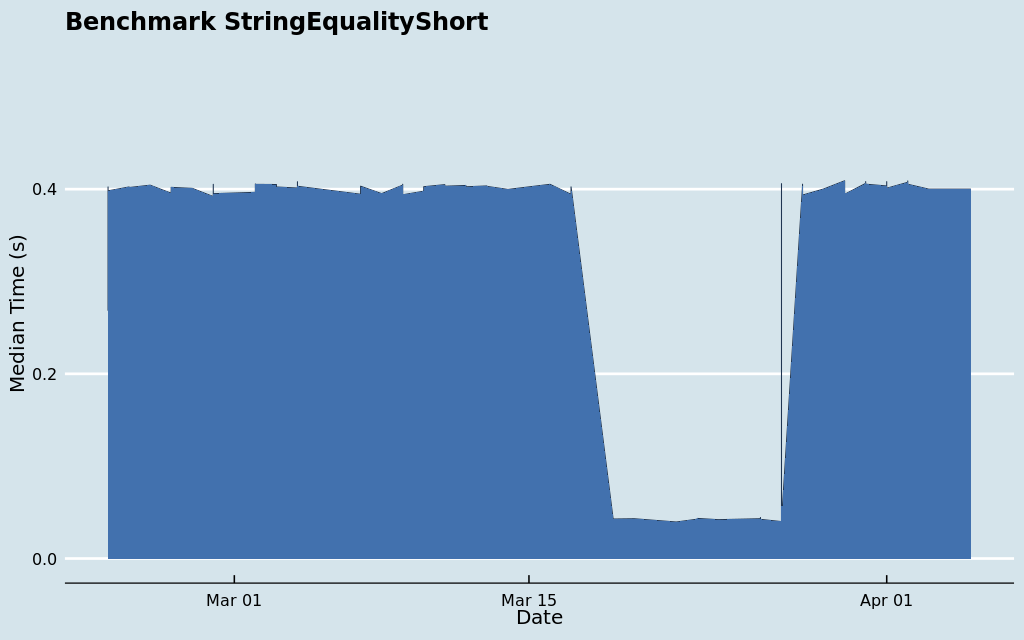 Benchmark StringEqualityShort
Median Time (s)
0.4
0.2
0.0
Mar 01
Mar 15
Apr 01
Date